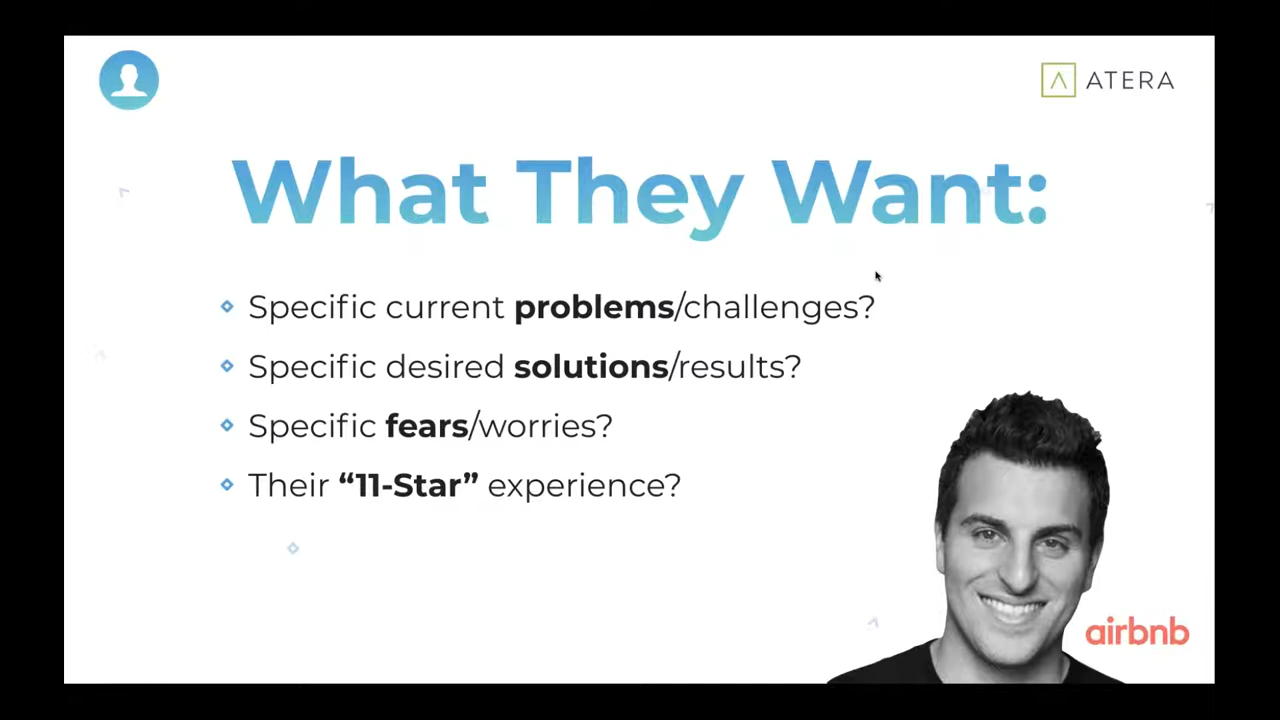 ATERA
What They Want:
Specific current problems/challenges?
Specific desired solutions/results?
Specific fears/worries?
Their “11-Star” experience?
airbnb